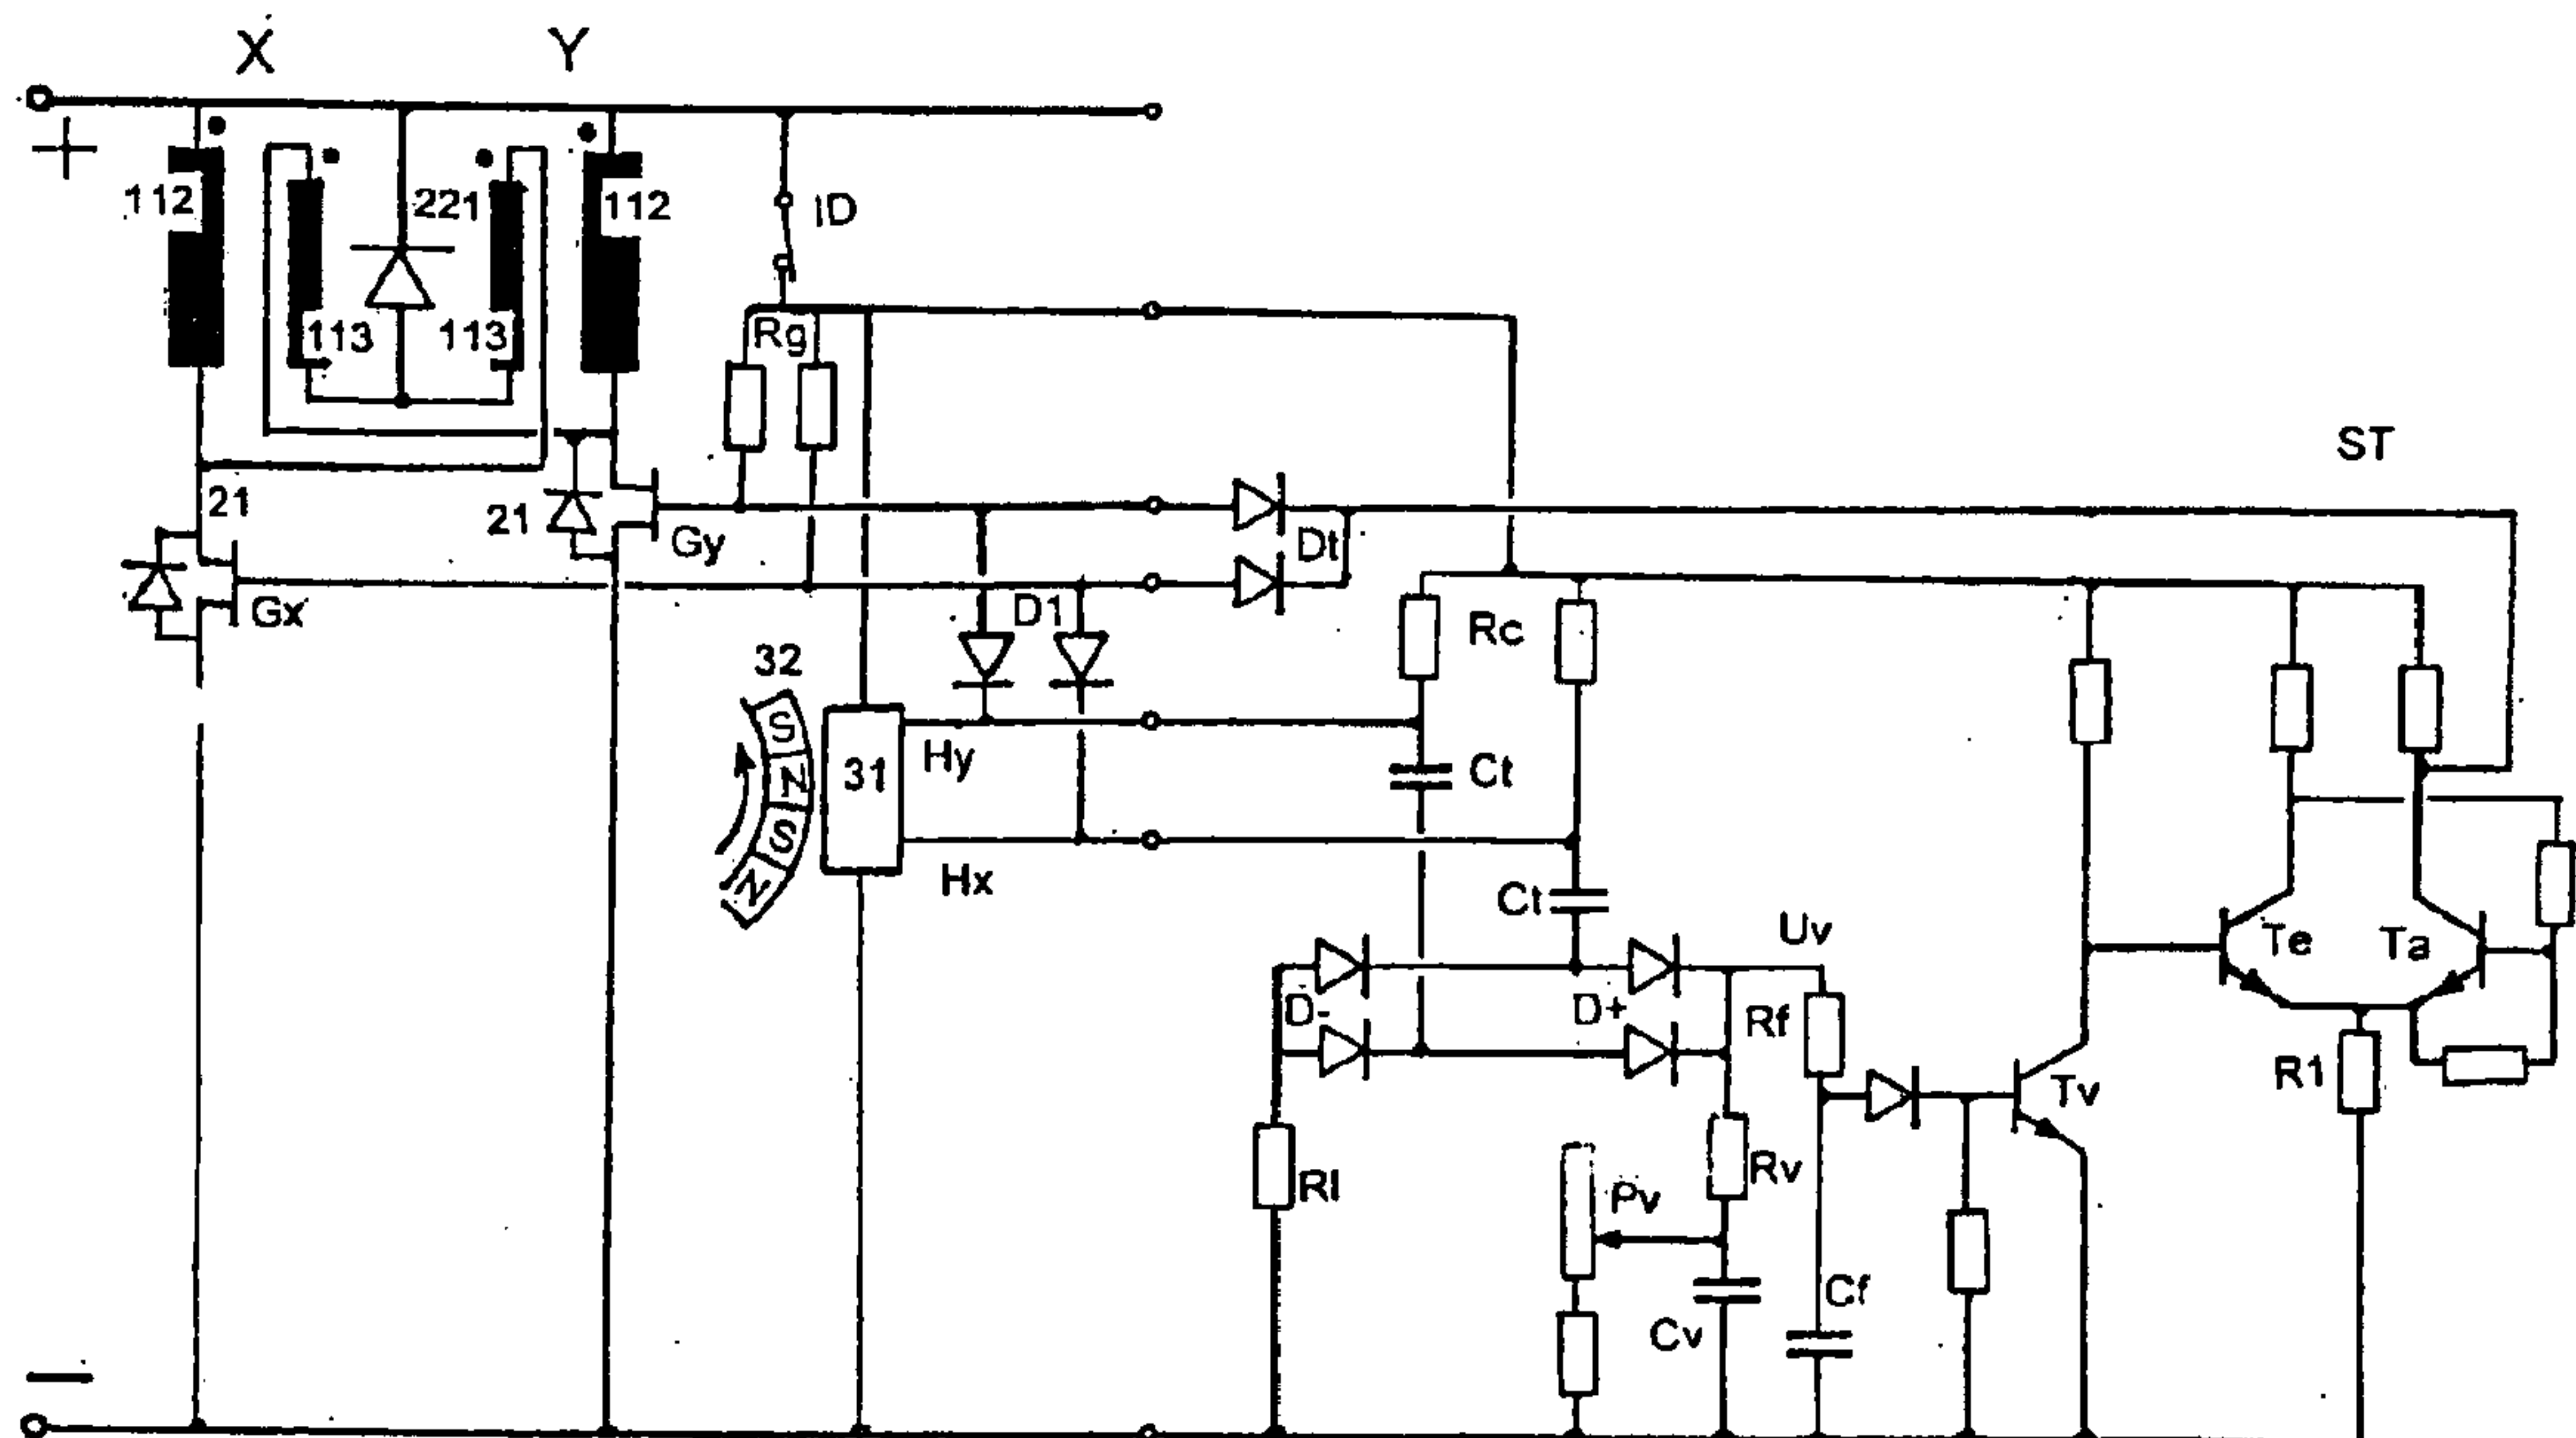 X Y
+
112 221 112 ID
113 113 Rg
ST
21 21 Gy Dt
Gx D1 Rc
32
S Hy Ct
N 31
S
N Hx Ct
Uv Te Ta
D- D+ Rf
Tv R1
Rl Pv Rv
Cv Cf
—